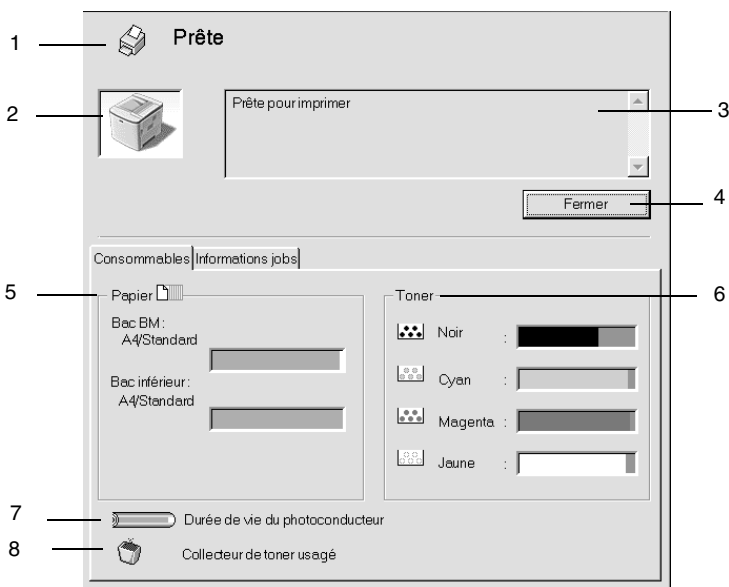 1
Prête
2
Prête pour imprimer
3
Fermer
4
Consommables
Informations jobs
5
Papier
Toner
6
Bac BM :
A4/Standard
Bac inférieur :
A4/Standard
Noir :
Cyan :
Magenta :
Jaune :
7
Durée de vie du photoconducteur
8
Collecteur de toner usagé